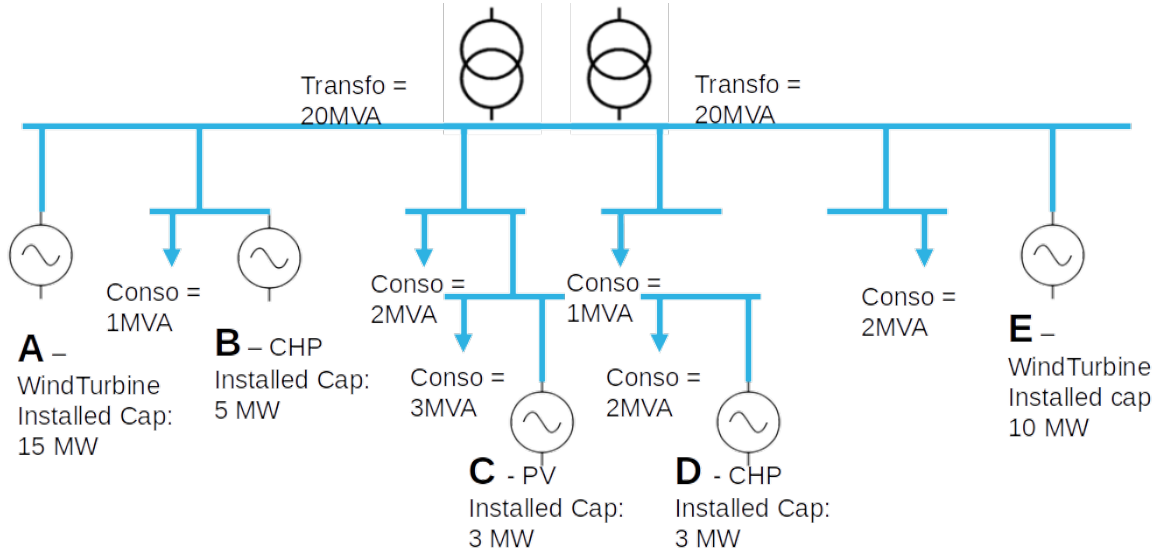 Transfo =
20MVA
Transfo =
20MVA
Conso =
1MVA
Conso =
2MVA
Conso =
1MVA
Conso =
2MVA
A –
WindTurbine
Installed Cap:
15 MW
B – CHP
Installed Cap:
5 MW
Conso =
3MVA
Conso =
2MVA
E –
WindTurbine
Installed cap
10 MW
C - PV
Installed Cap:
3 MW
D - CHP
Installed Cap:
3 MW